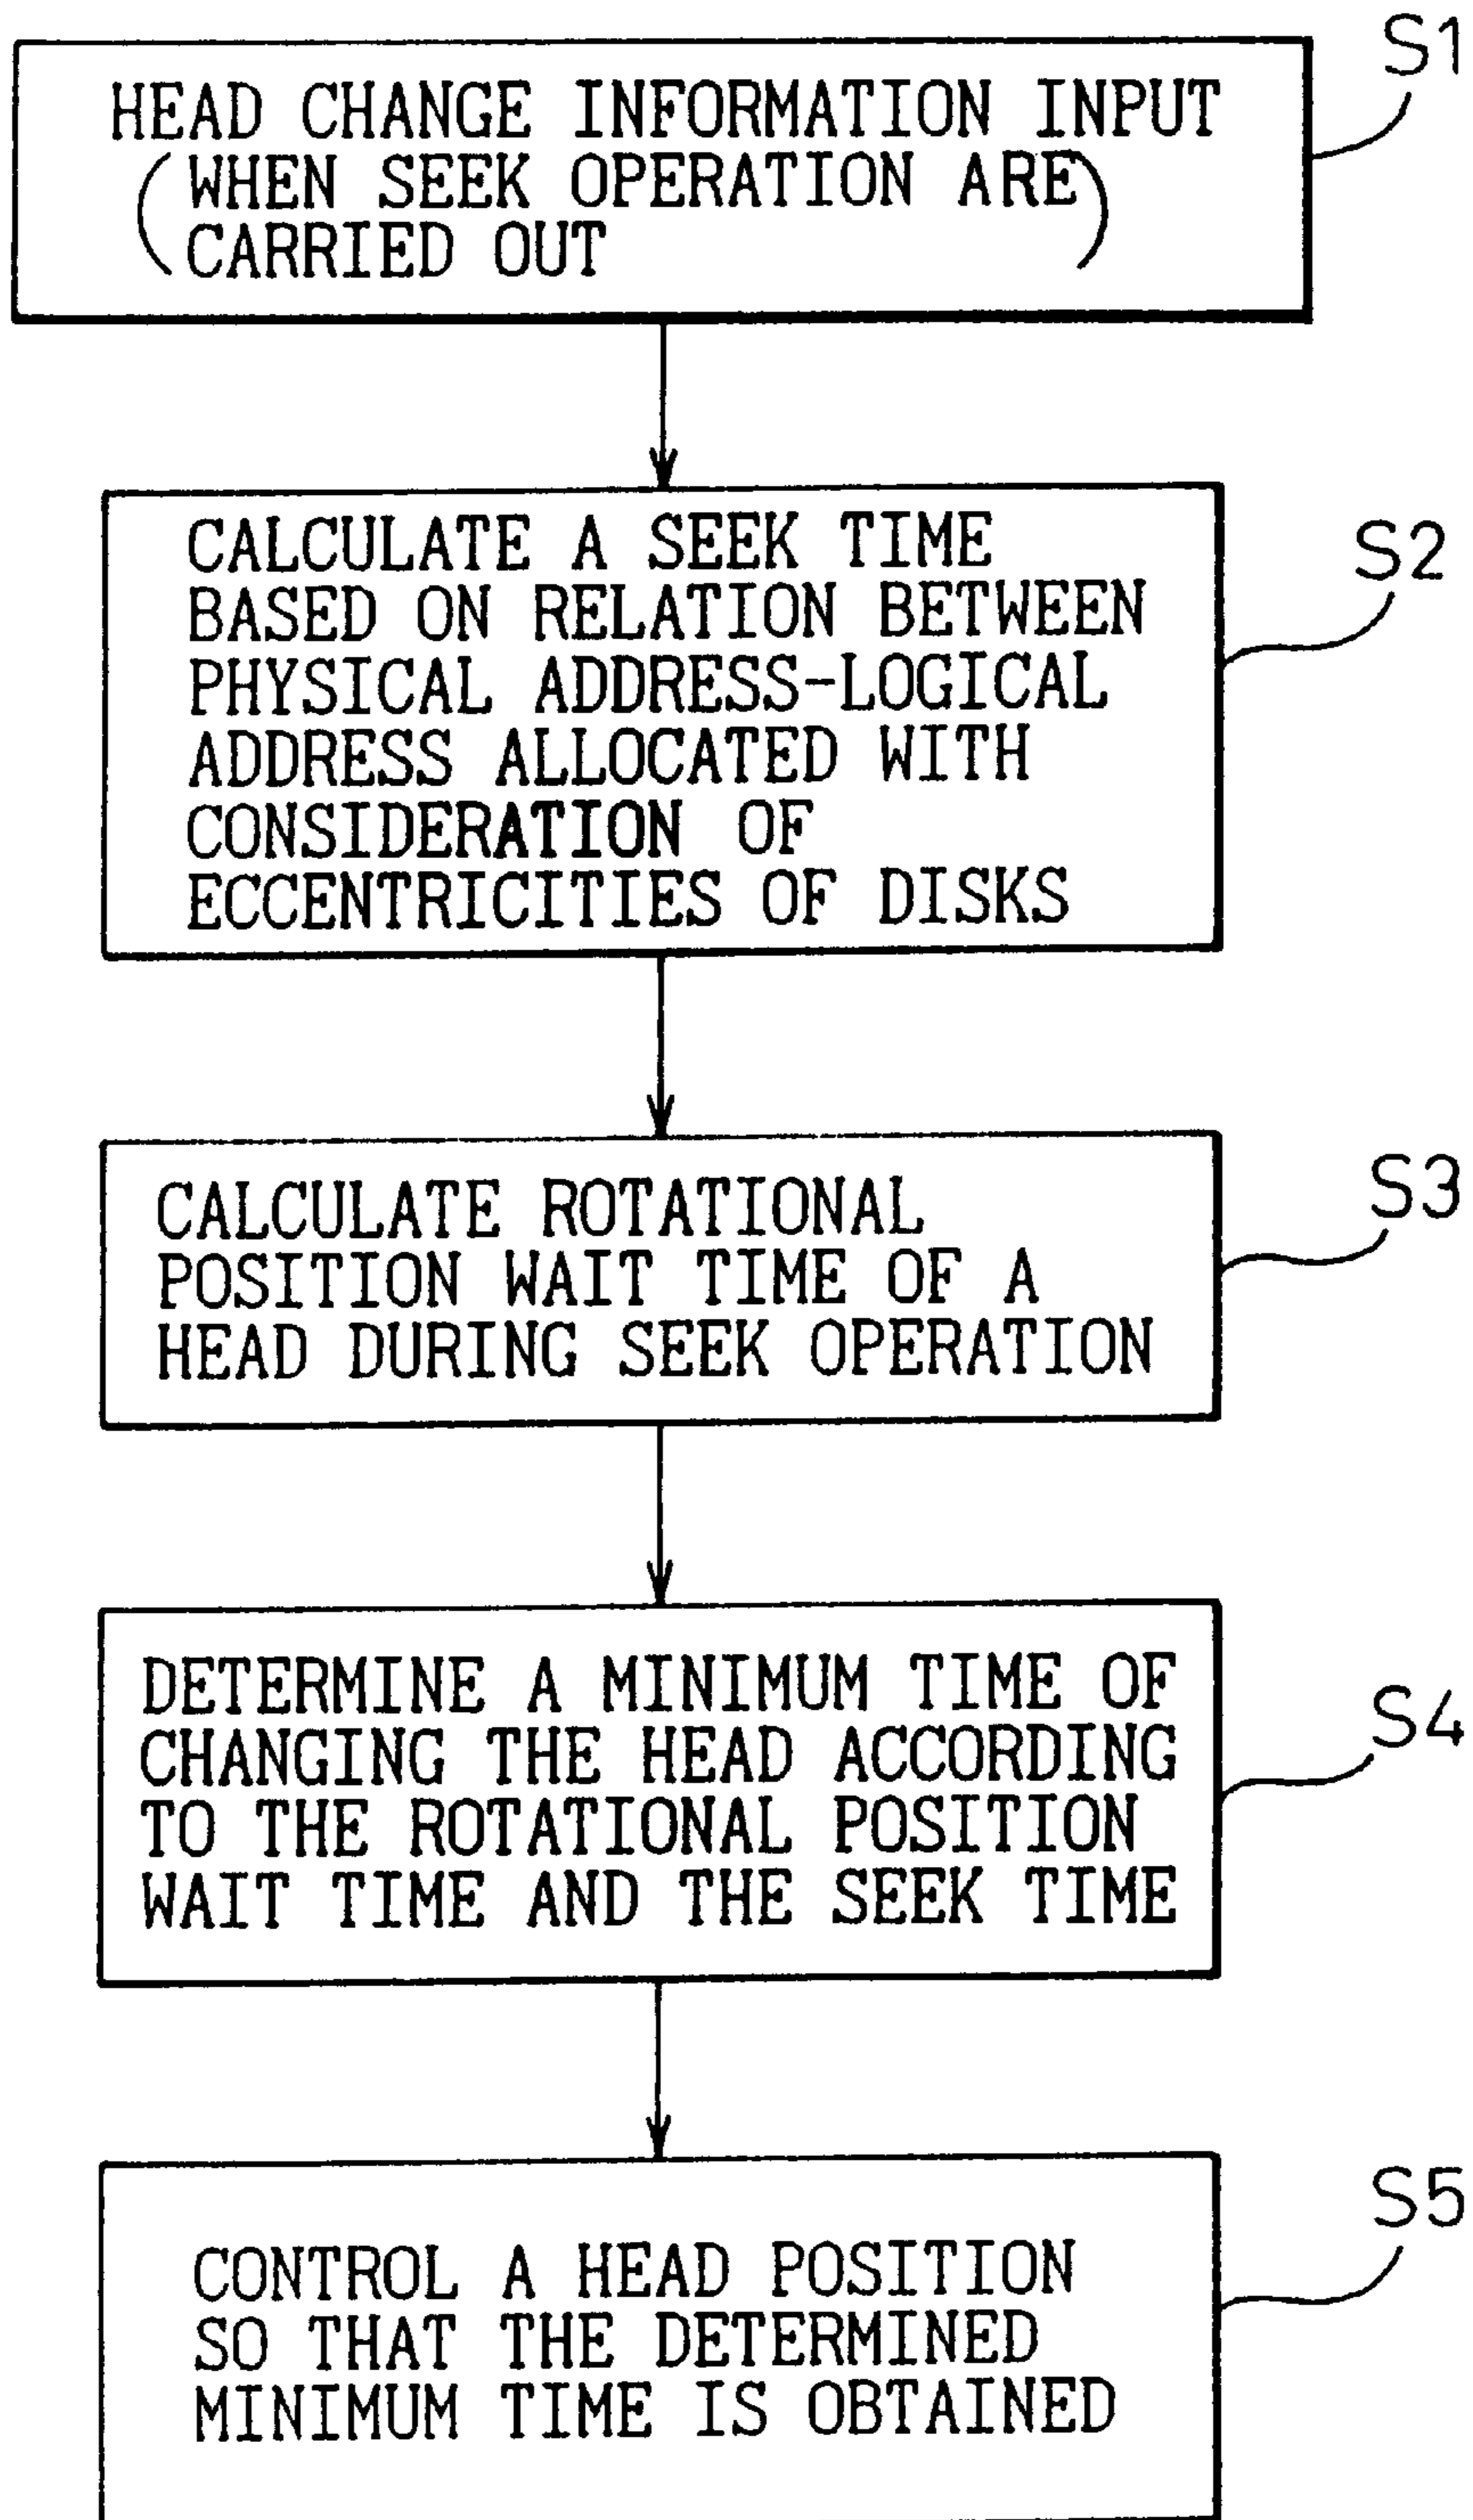 S1
HEAD CHANGE INFORMATION INPUT
(WHEN SEEK OPERATION ARE
CARRIED OUT)
S2
CALCULATE A SEEK TIME
BASED ON RELATION BETWEEN
PHYSICAL ADDRESS-LOGICAL
ADDRESS ALLOCATED WITH
CONSIDERATION OF
ECCENTRICITIES OF DISKS
S3
CALCULATE ROTATIONAL
POSITION WAIT TIME OF A
HEAD DURING SEEK OPERATION
S4
DETERMINE A MINIMUM TIME OF
CHANGING THE HEAD ACCORDING
TO THE ROTATIONAL POSITION
WAIT TIME AND THE SEEK TIME
S5
CONTROL A HEAD POSITION
SO THAT THE DETERMINED
MINIMUM TIME IS OBTAINED